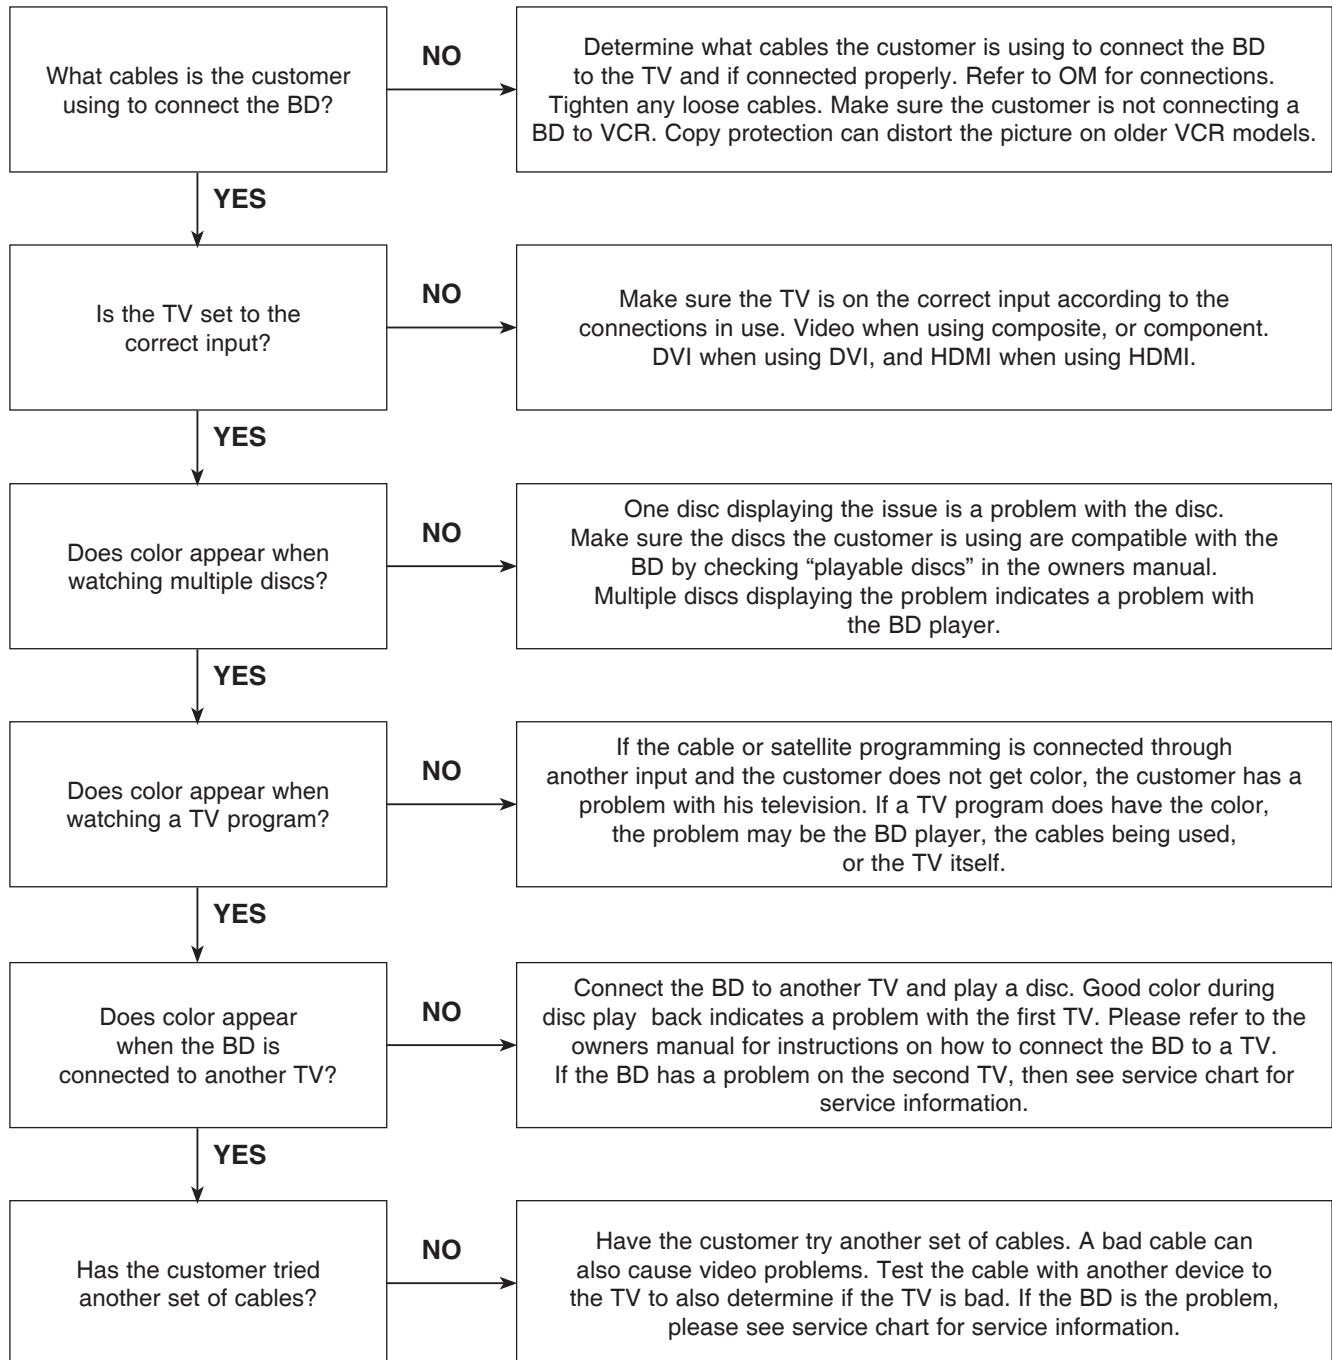 What cables is the customer
using to connect the BD?
NO
Determine what cables the customer is using to connect the BD
to the TV and if connected properly. Refer to OM for connections.
Tighten any loose cables. Make sure the customer is not connecting a
BD to VCR. Copy protection can distort the picture on older VCR models.
YES
Is the TV set to the
correct input?
NO
Make sure the TV is on the correct input according to the
connections in use. Video when using composite, or component.
DVI when using DVI, and HDMI when using HDMI.
YES
Does color appear when
watching multiple discs?
NO
One disc displaying the issue is a problem with the disc.
Make sure the discs the customer is using are compatible with the
BD by checking “playable discs” in the owners manual.
Multiple discs displaying the problem indicates a problem with
the BD player.
YES
Does color appear when
watching a TV program?
NO
If the cable or satellite programming is connected through
another input and the customer does not get color, the customer has a
problem with his television. If a TV program does have the color,
the problem may be the BD player, the cables being used,
or the TV itself.
YES
Does color appear
when the BD is
connected to another TV?
NO
Connect the BD to another TV and play a disc. Good color during
disc play  back indicates a problem with the first TV. Please refer to the
owners manual for instructions on how to connect the BD to a TV.
If the BD has a problem on the second TV, then see service chart for
service information.
YES
Has the customer tried
another set of cables?
NO
Have the customer try another set of cables. A bad cable can
also cause video problems. Test the cable with another device to
the TV to also determine if the TV is bad. If the BD is the problem,
please see service chart for service information.